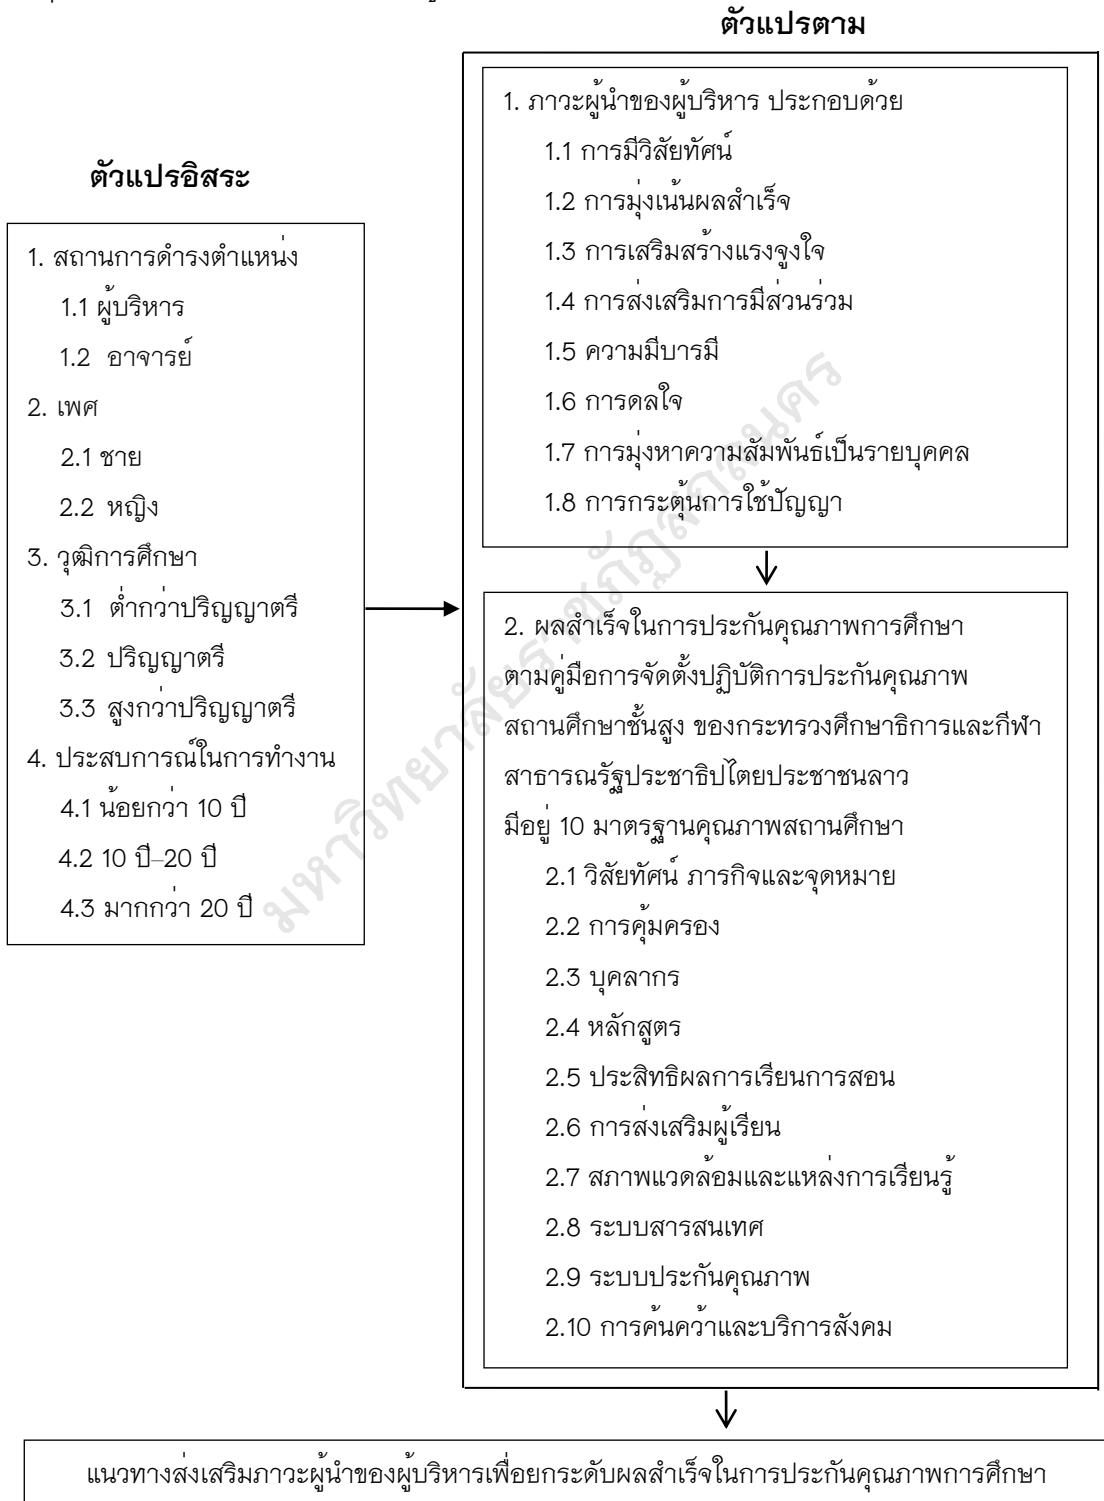 ตัวแปรตาม
1. ภาวะผู้นำของผู้บริหาร ประกอบด้วย
1.1 การมีวิสัยทัศน์
1.2 การมุ่งเน้นผลสำเร็จ
1.3 การเสริมสร้างแรงจูงใจ
1.4 การส่งเสริมการมีส่วนร่วม
1.5 ความมีบารมี
1.6 การดลใจ
1.7 การมุ่งหาความสัมพันธ์เป็นรายบุคคล
1.8 การกระตุ้นการใช้ปัญญา
ตัวแปรอิสระ
1. สถานการดำรงตำแหน่ง
1.1 ผู้บริหาร
1.2 อาจารย์
2. เพศ
2.1 ชาย
2.2 หญิง
3. วุฒิการศึกษา
3.1 ต่ำกว่าปริญญาตรี
3.2 ปริญญาตรี
3.3 สูงกว่าปริญญาตรี
4. ประสบการณ์ในการทำงาน
4.1 น้อยกว่า 10 ปี
4.2 10 ปี–20 ปี
4.3 มากกว่า 20 ปี
2. ผลสำเร็จในการประกันคุณภาพการศึกษา
ตามคู่มือการจัดตั้งปฏิบัติการประกันคุณภาพ
สถานศึกษาชั้นสูง ของกระทรวงศึกษาธิการและกีฬา
สาธารณรัฐประชาธิปไตยประชาชนลาว
มีอยู่ 10 มาตรฐานคุณภาพสถานศึกษา
2.1 วิสัยทัศน์ ภารกิจและจุดหมาย
2.2 การคุ้มครอง
2.3 บุคลากร
2.4 หลักสูตร
2.5 ประสิทธิผลการเรียนการสอน
2.6 การส่งเสริมผู้เรียน
2.7 สภาพแวดล้อมและแหล่งการเรียนรู้
2.8 ระบบสารสนเทศ
2.9 ระบบประกันคุณภาพ
2.10 การค้นคว้าและบริการสังคม
แนวทางส่งเสริมภาวะผู้นำของผู้บริหารเพื่อยกระดับผลสำเร็จในการประกันคุณภาพการศึกษา
มหาวิทยาลัยราชภัฏสกลนคร